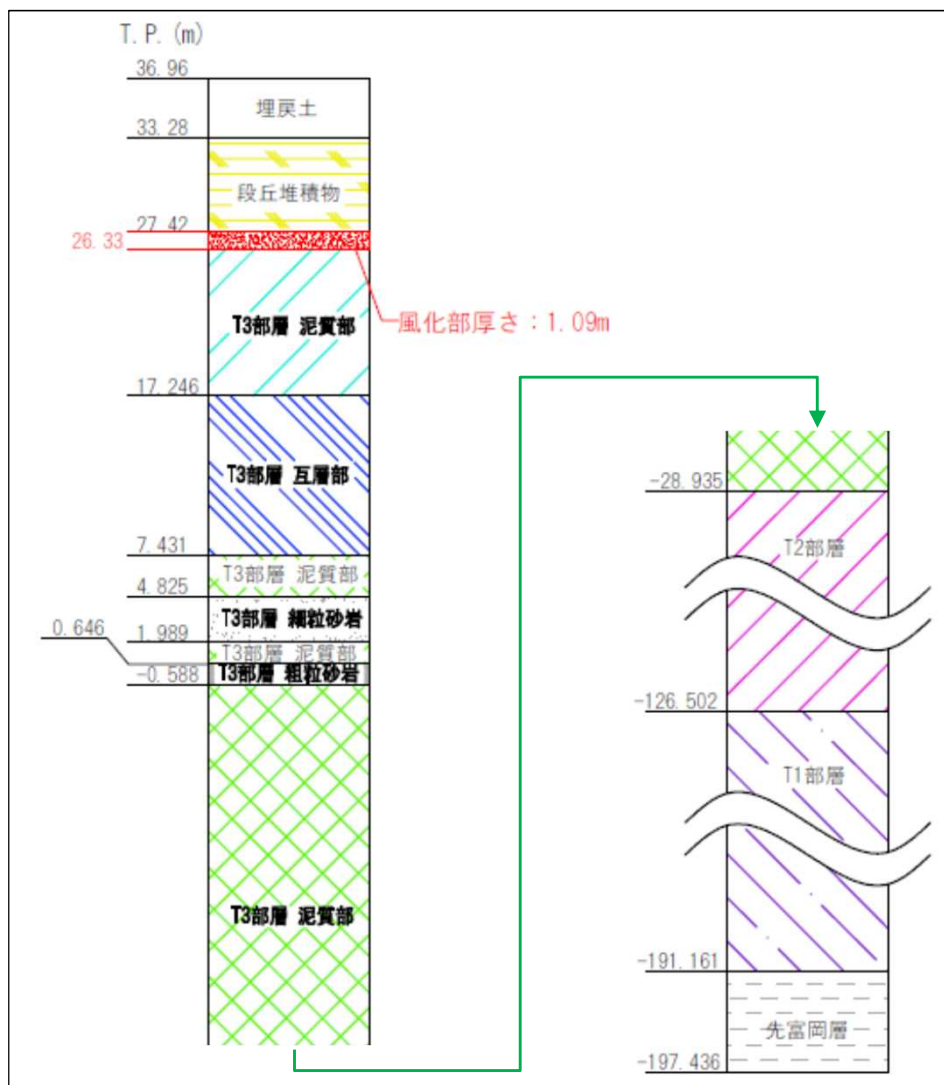 T.P.(m)
36.96
埋戻土
33.28
段丘堆積物
27.42
26.33
風化部厚さ：1.09m
T3部層 泥質部
17.246
T3部層 互層部
7.431
T3部層 泥質部
4.825
T3部層 細粒砂岩
0.646
1.989
T3部層 泥質部
-0.588
T3部層 粗粒砂岩
T3部層 泥質部
-28.935
T2部層
-126.502
T1部層
-191.161
先富岡層
-197.436